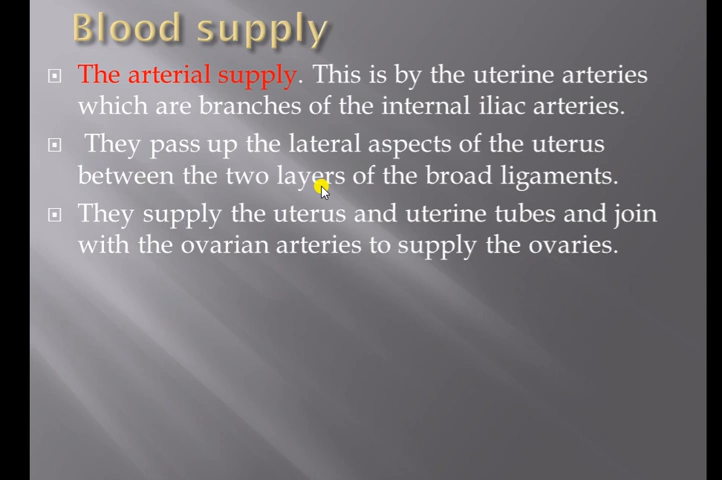 Blood supply
The arterial supply. This is by the uterine arteries
which are branches of the internal iliac arteries.
They pass up the lateral aspects of the uterus
between the two layers of the broad ligaments.
They supply the uterus and uterine tubes and join
with the ovarian arteries to supply the ovaries.